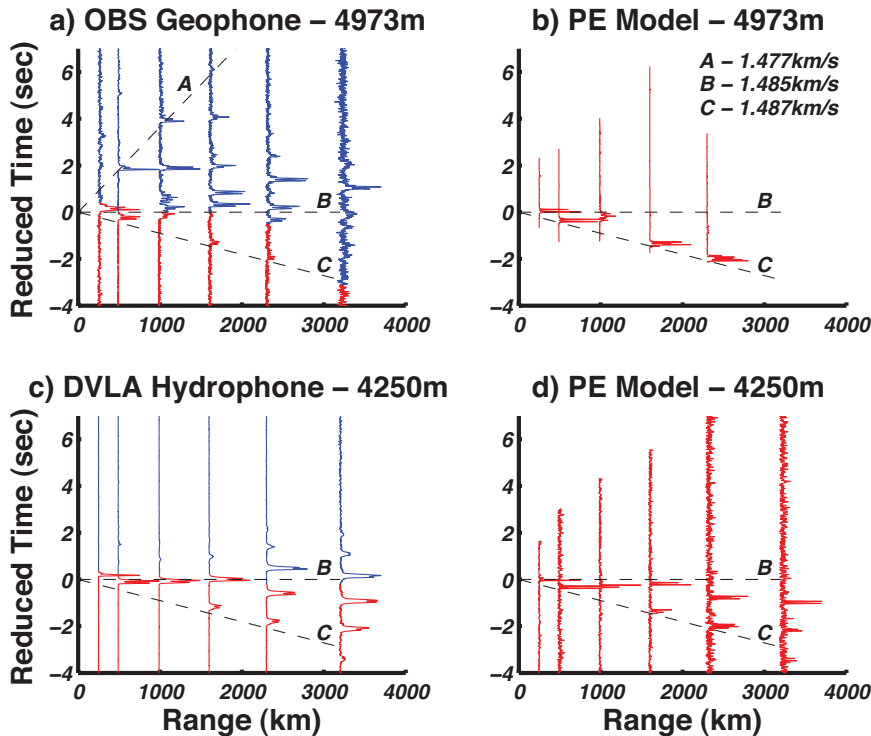 a) OBS Geophone – 4973m
b) PE Model – 4973m
Reduced Time (sec)
6
4
2
0
−2
−4
A
B
C
0 1000 2000 3000 4000
6
4
2
0
−2
−4
A – 1.477km/s
B – 1.485km/s
C – 1.487km/s
B
C
0 1000 2000 3000 4000
c) DVLA Hydrophone – 4250m
d) PE Model – 4250m
Reduced Time (sec)
6
4
2
0
−2
−4
B
C
0 1000 2000 3000 4000
Range (km)
6
4
2
0
−2
−4
B
C
0 1000 2000 3000 4000
Range (km)